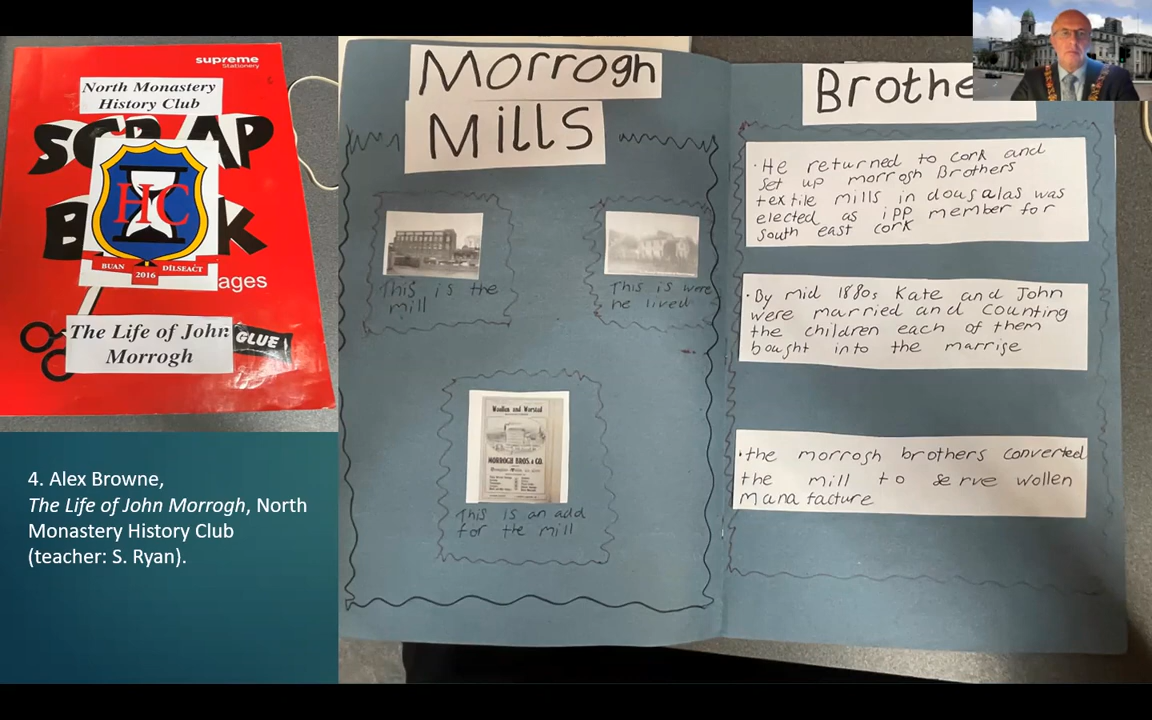 supreme
Stationery
North Monastery
History Club
SCRAP
BOOK
HC
BUAN 2016 DÍLSEACT
ages
The Life of John
Morrogh
GLUE
4. Alex Browne,
The Life of John Morrogh, North
Monastery History Club
(teacher: S. Ryan).
Morrogh
Mills
This is the
mill
This is were
he lived
Woollen and Worsted
MORROGH BROS. & CO.
This is an add
for the mill
Brothe
· He returned to Cork and
set up morrogh Brothers
textile mills in dougalas was
elected as ipp member for
south east cork
· By mid 1880s Kate and John
were married and counting
the children each of them
bought into the marrise
· the morrogh brothers converted
the mill to serve wollen
manafacture